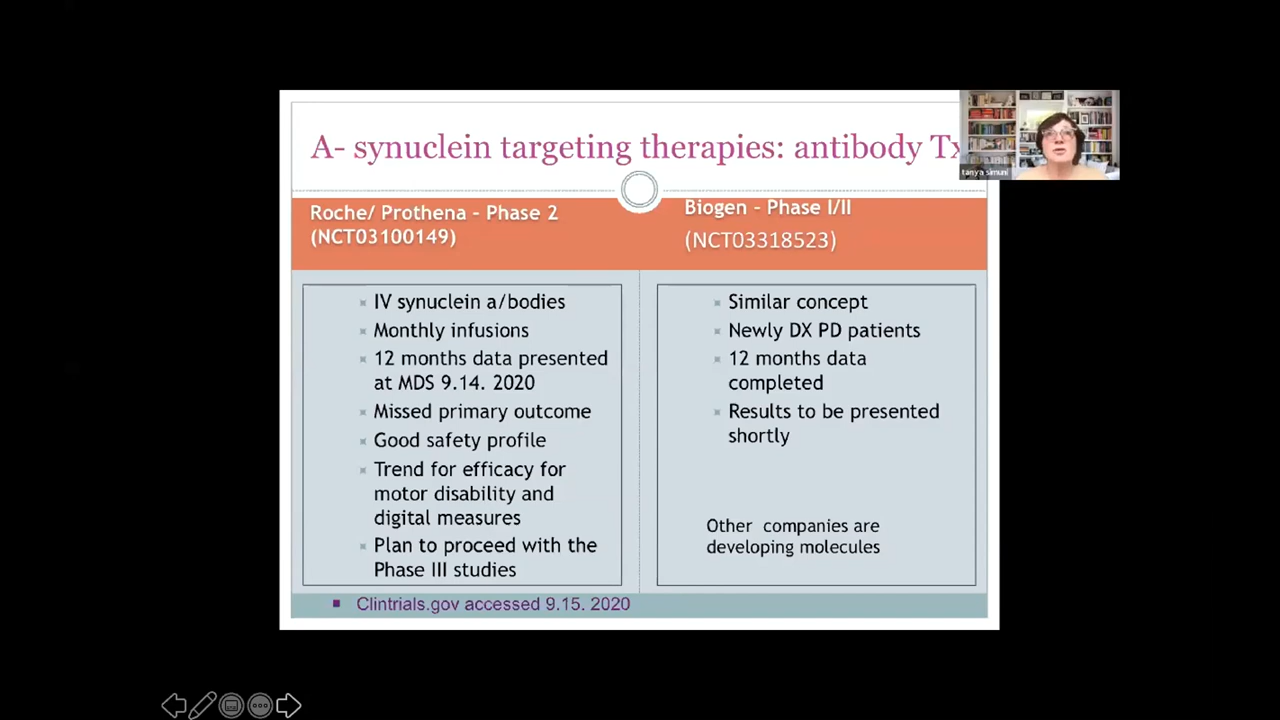 A- synuclein targeting therapies: antibody Tx
tanya simuni
Roche/ Prothena - Phase 2
(NCT03100149)
Biogen - Phase I/II
(NCT03318523)
IV synuclein a/bodies
Monthly infusions
12 months data presented
at MDS 9.14. 2020
Missed primary outcome
Good safety profile
Trend for efficacy for
motor disability and
digital measures
Plan to proceed with the
Phase III studies
Similar concept
Newly DX PD patients
12 months data
completed
Results to be presented
shortly
Other  companies are
developing molecules
Clintrials.gov accessed 9.15. 2020